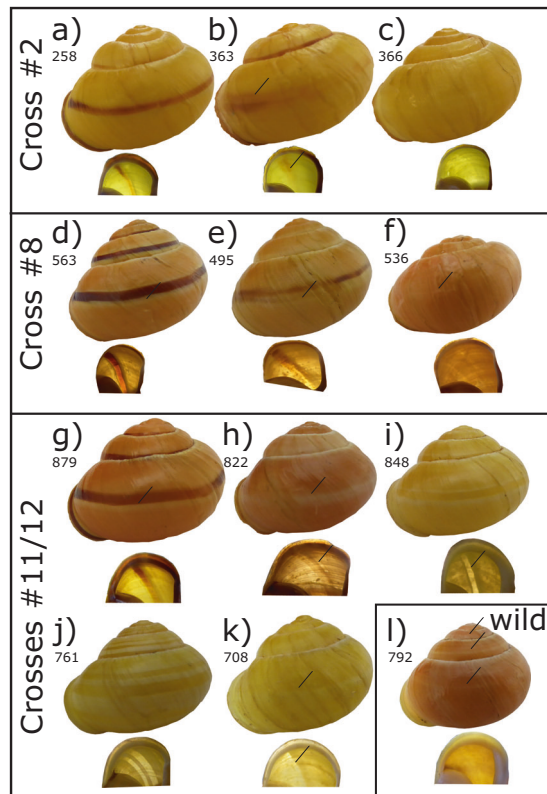 Cross #2
a) b) c)
258 363 366
Cross #8
d) e) f)
563 495 536
Crosses #11/12
g) h) i)
879 822 848
j) k) l) wild
761 708 792